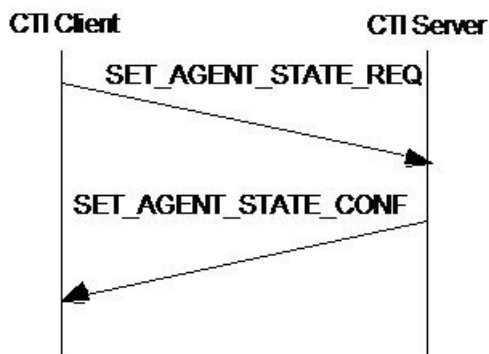 CTI Client
CTI Server
SET_AGENT_STATE_REQ
SET_AGENT_STATE_CONF